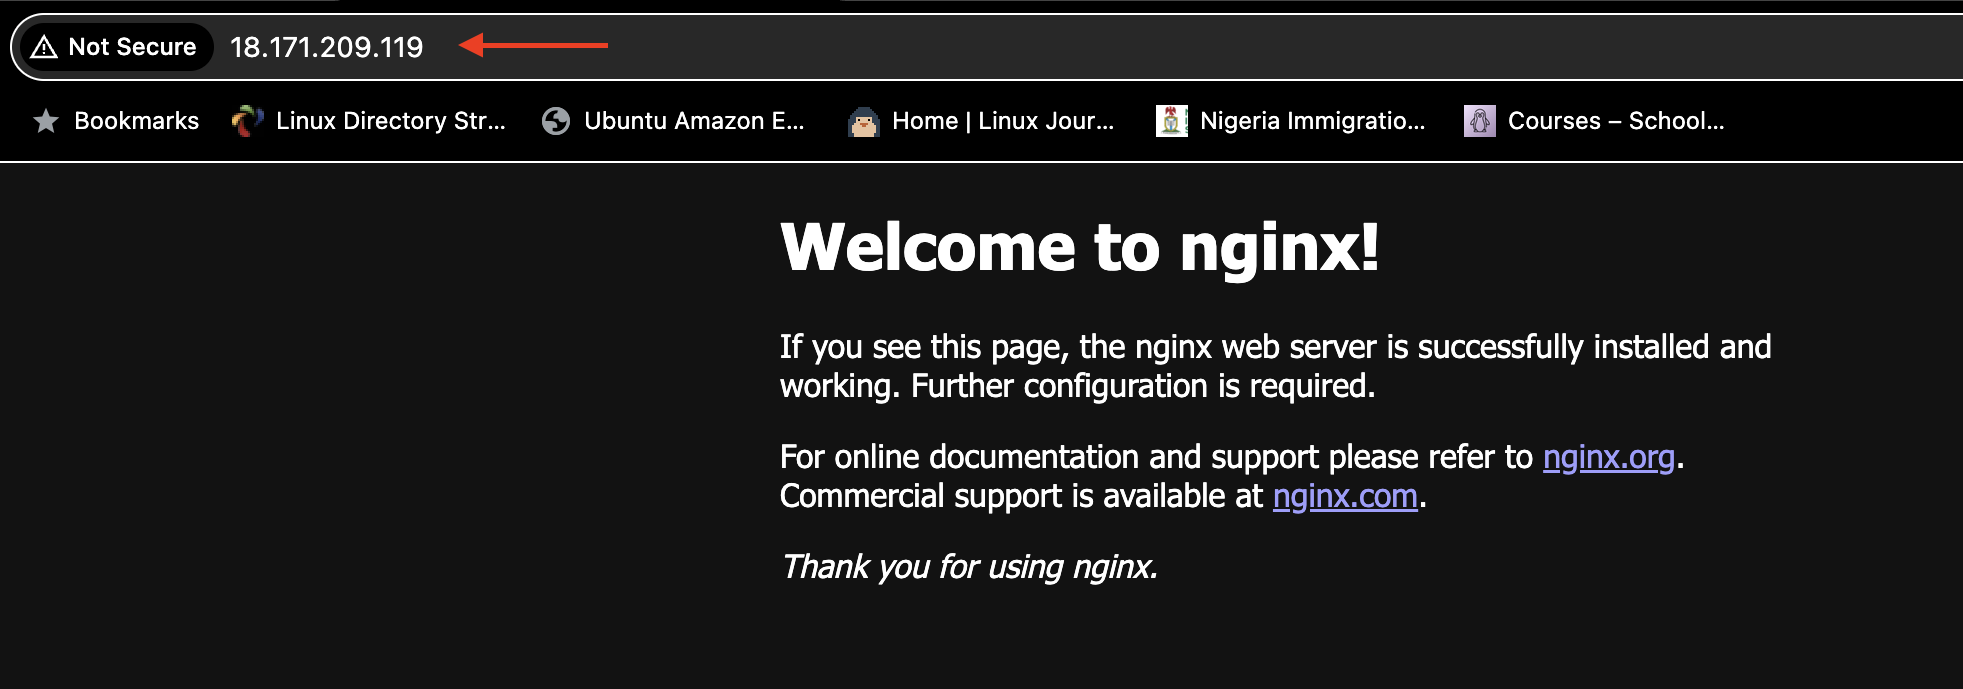 Not Secure 18.171.209.119
Bookmarks Linux Directory Str... Ubuntu Amazon E... Home | Linux Jour... Nigeria Immigratio... Courses – School...
Welcome to nginx!
If you see this page, the nginx web server is successfully installed and
working. Further configuration is required.
For online documentation and support please refer to nginx.org.
Commercial support is available at nginx.com.
Thank you for using nginx.